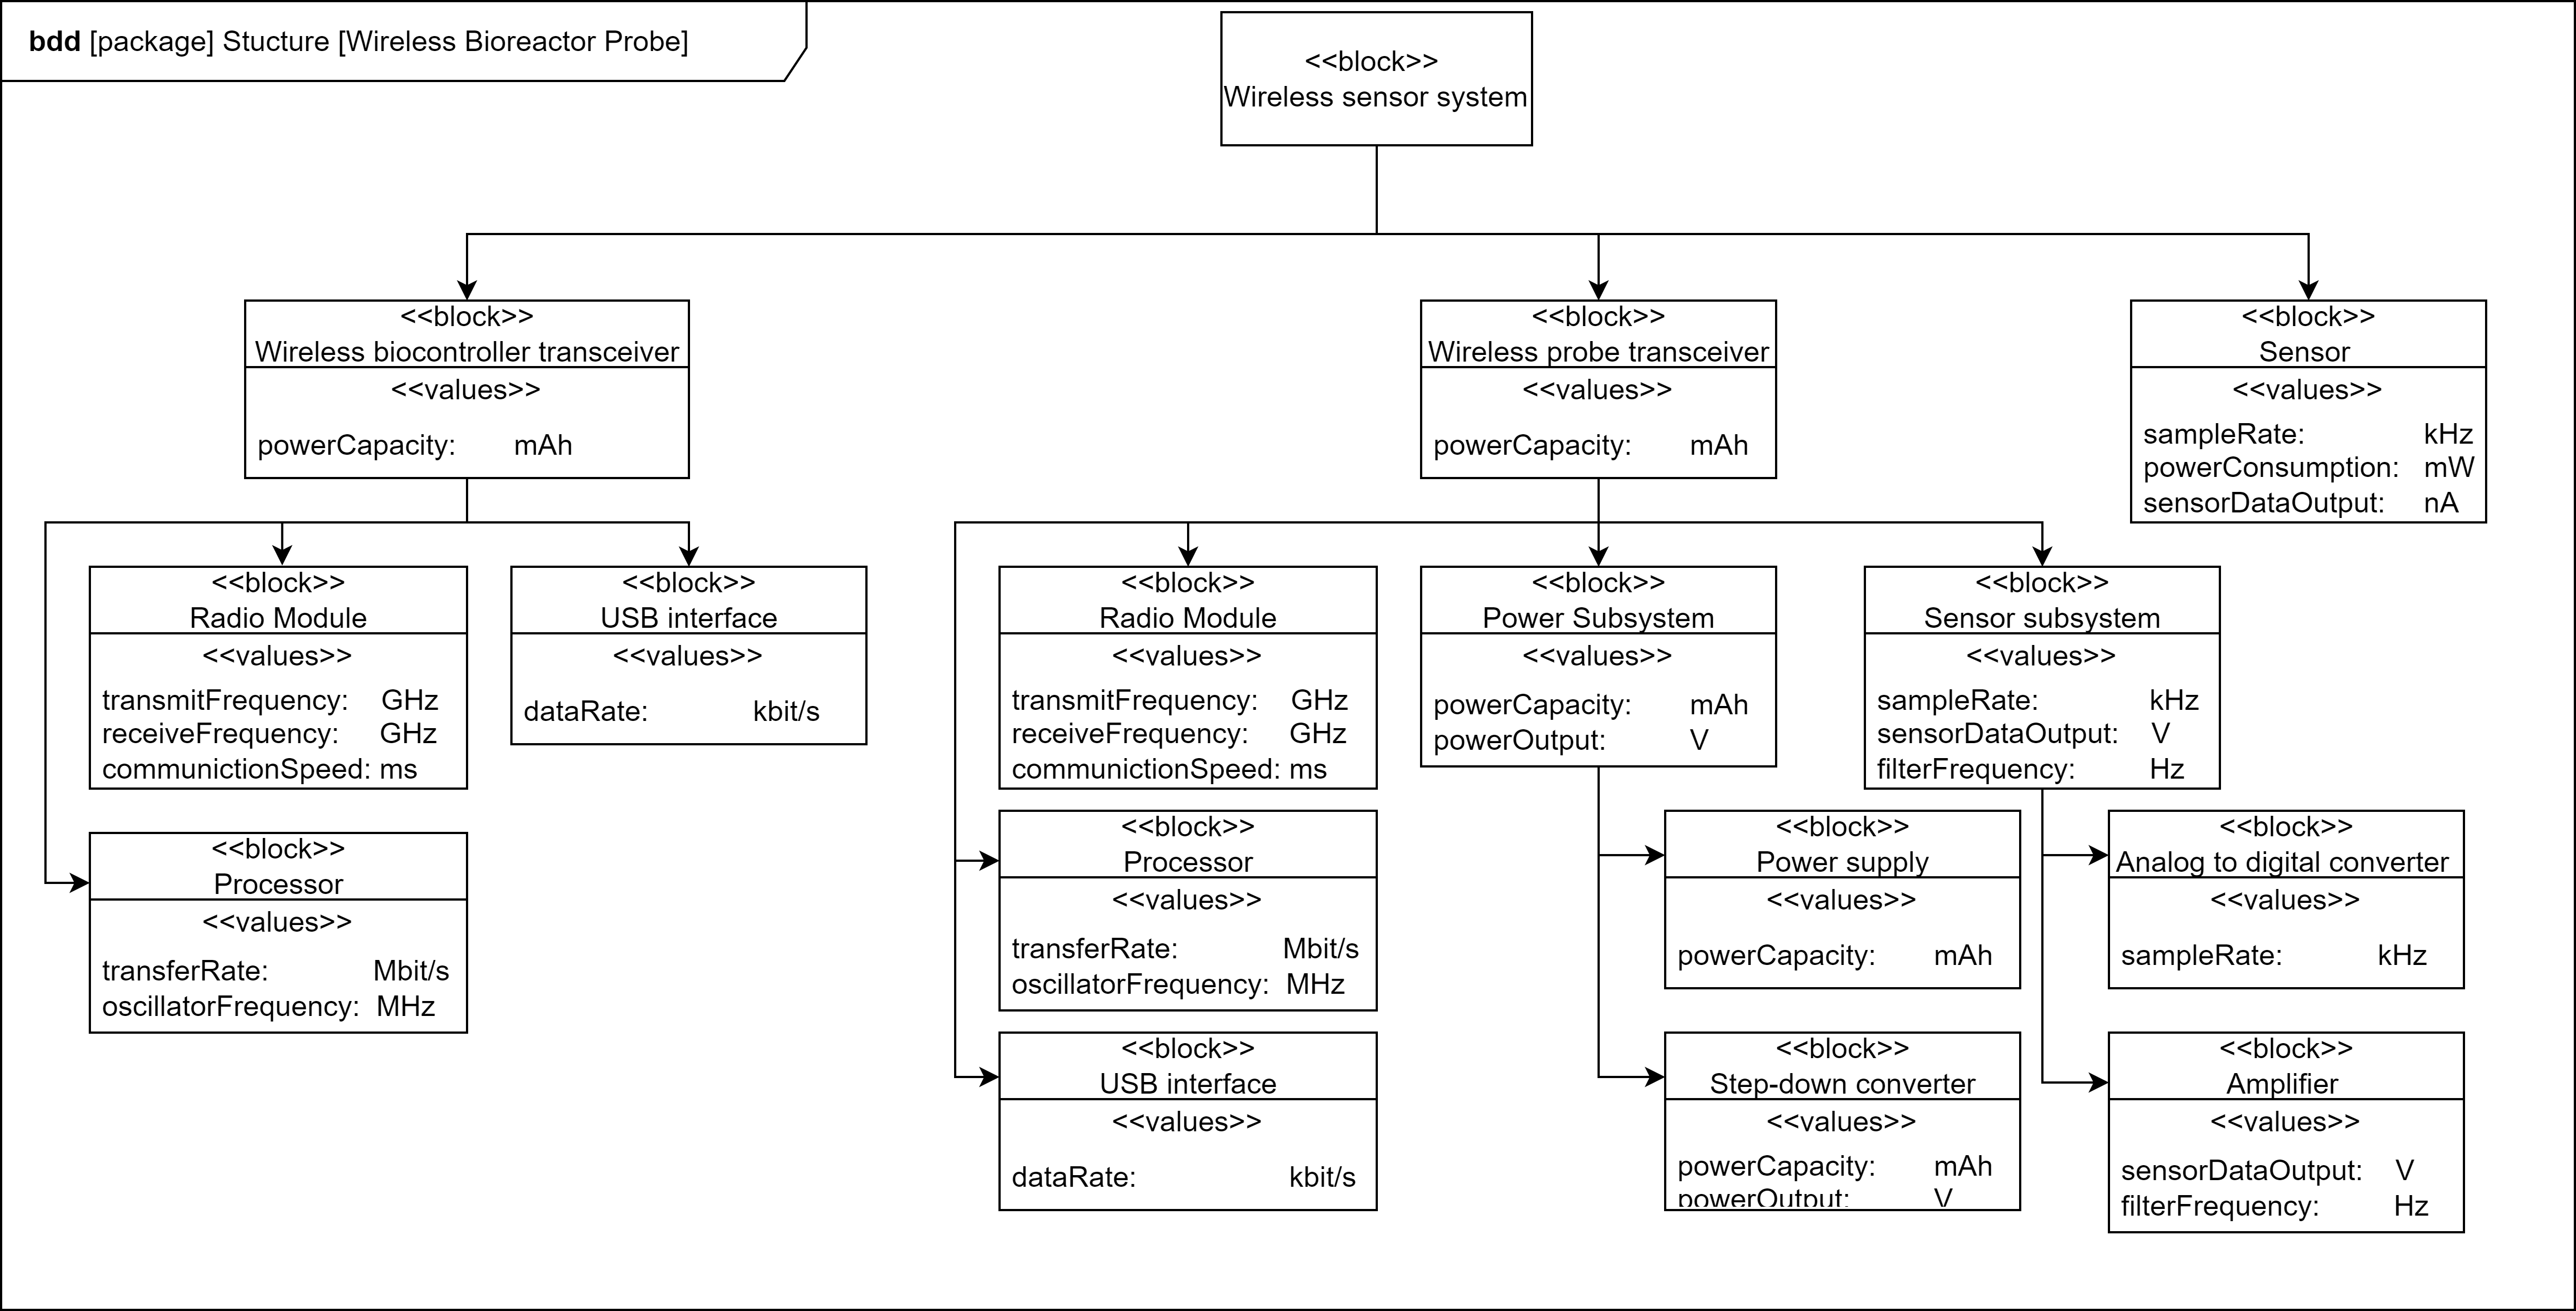 bdd [package] Stucture [Wireless Bioreactor Probe]
<<block>>
Wireless sensor system
<<block>>
Wireless biocontroller transceiver
<<values>>
powerCapacity: mAh
<<block>>
Wireless probe transceiver
<<values>>
powerCapacity: mAh
<<block>>
Sensor
<<values>>
sampleRate: kHz
powerConsumption: mW
sensorDataOutput: nA
<<block>>
Radio Module
<<values>>
transmitFrequency: GHz
receiveFrequency: GHz
communictionSpeed: ms
<<block>>
USB interface
<<values>>
dataRate: kbit/s
<<block>>
Processor
<<values>>
transferRate: Mbit/s
oscillatorFrequency: MHz
<<block>>
Radio Module
<<values>>
transmitFrequency: GHz
receiveFrequency: GHz
communictionSpeed: ms
<<block>>
Processor
<<values>>
transferRate: Mbit/s
oscillatorFrequency: MHz
<<block>>
USB interface
<<values>>
dataRate: kbit/s
<<block>>
Power Subsystem
<<values>>
powerCapacity: mAh
powerOutput: V
<<block>>
Power supply
<<values>>
powerCapacity: mAh
<<block>>
Step-down converter
<<values>>
powerCapacity: mAh
powerOutput: V
<<block>>
Sensor subsystem
<<values>>
sampleRate: kHz
sensorDataOutput: V
filterFrequency: Hz
<<block>>
Analog to digital converter
<<values>>
sampleRate: kHz
<<block>>
Amplifier
<<values>>
sensorDataOutput: V
filterFrequency: Hz